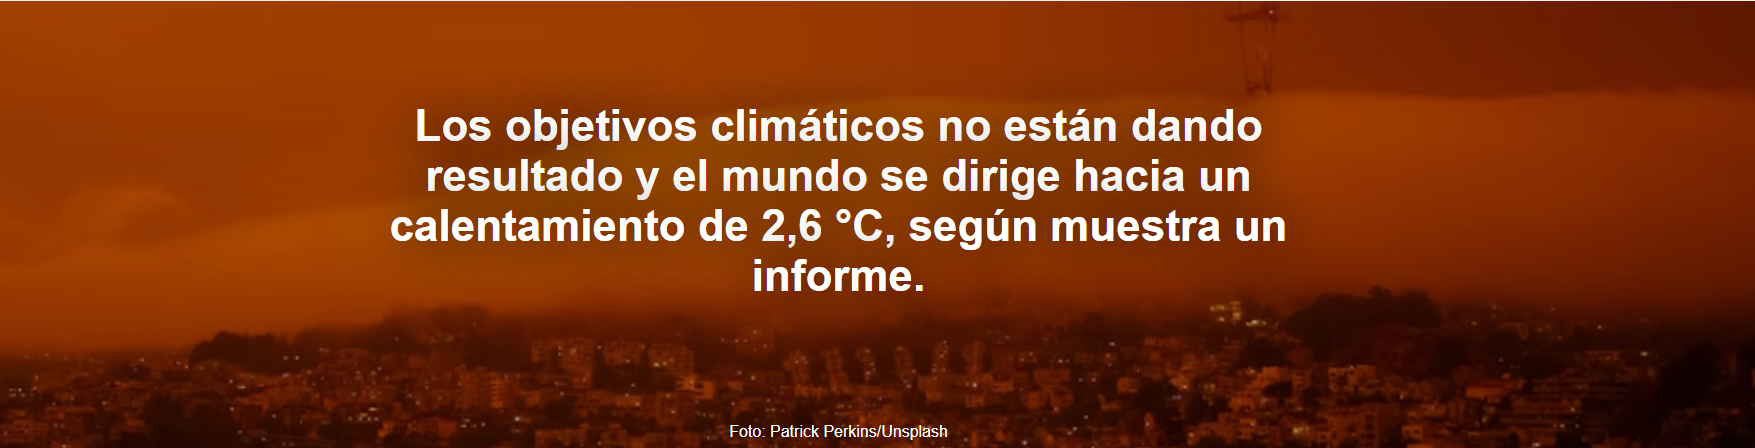 Los objetivos climáticos no están dando
resultado y el mundo se dirige hacia un
calentamiento de 2,6 °C, según muestra un
informe.
Foto: Patrick Perkins/Unsplash